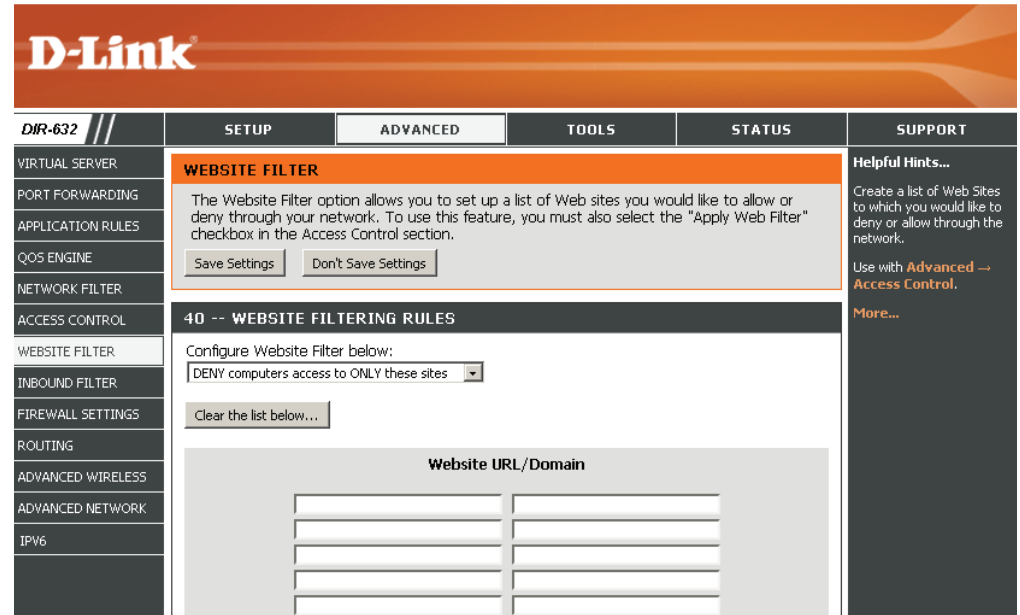 D-Link®
DIR-632
SETUP
ADVANCED
TOOLS
STATUS
SUPPORT
VIRTUAL SERVER
PORT FORWARDING
APPLICATION RULES
QOS ENGINE
NETWORK FILTER
ACCESS CONTROL
WEBSITE FILTER
INBOUND FILTER
FIREWALL SETTINGS
ROUTING
ADVANCED WIRELESS
ADVANCED NETWORK
IPV6
WEBSITE FILTER
The Website Filter option allows you to set up a list of Web sites you would like to allow or
deny through your network. To use this feature, you must also select the "Apply Web Filter"
checkbox in the Access Control section.
Save Settings
Don't Save Settings
40 -- WEBSITE FILTERING RULES
Configure Website Filter below:
DENY computers access to ONLY these sites
Clear the list below...
Website URL/Domain
Helpful Hints...
Create a list of Web Sites
to which you would like to
deny or allow through the
network.
Use with Advanced →
Access Control.
More...